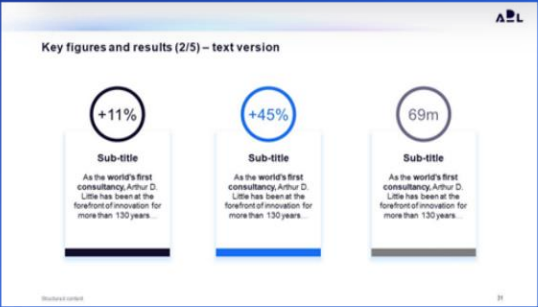 ADL
Key figures and results (2/5) – text version
+11%
Sub-title
As the world's first
consultancy, Arthur D.
Little has been at the
forefront of innovation for
more than 130 years…
+45%
Sub-title
As the world's first
consultancy, Arthur D.
Little has been at the
forefront of innovation for
more than 130 years…
69m
Sub-title
As the world's first
consultancy, Arthur D.
Little has been at the
forefront of innovation for
more than 130 years…
Structured content
31